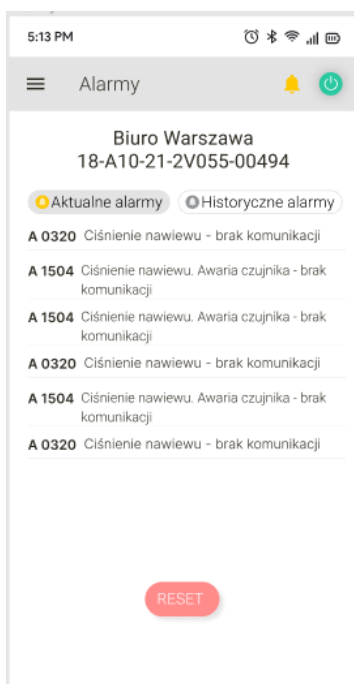 5:13 PM
Alarmy
Biuro Warszawa
18-A10-21-2V055-00494
Aktualne alarmy Historyczne alarmy
A 0320 Ciśnienie nawiewu - brak komunikacji
A 1504 Ciśnienie nawiewu. Awaria czujnika - brak
komunikacji
A 1504 Ciśnienie nawiewu. Awaria czujnika - brak
komunikacji
A 0320 Ciśnienie nawiewu - brak komunikacji
A 1504 Ciśnienie nawiewu. Awaria czujnika - brak
komunikacji
A 0320 Ciśnienie nawiewu - brak komunikacji
RESET